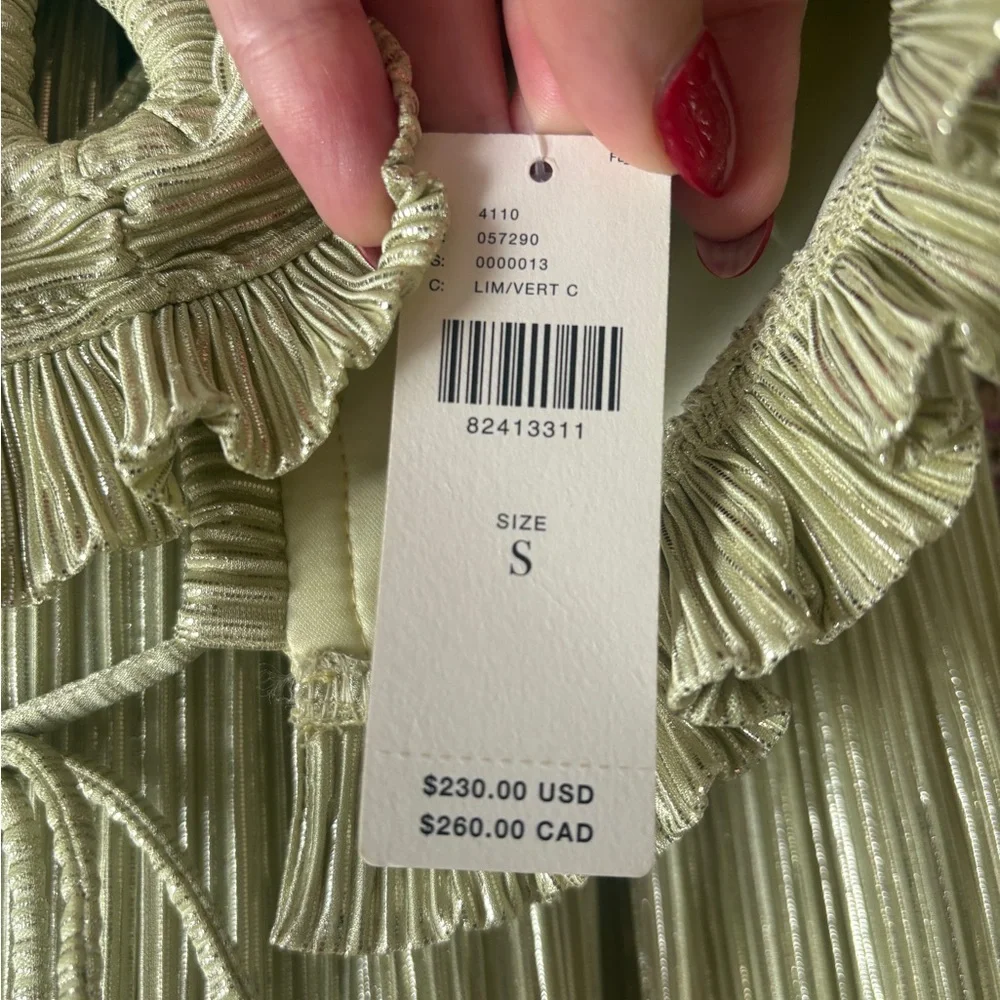 4110
057290
S: 0000013
C: LIM/VERT C
82413311
SIZE
S
$230.00 USD
$260.00 CAD